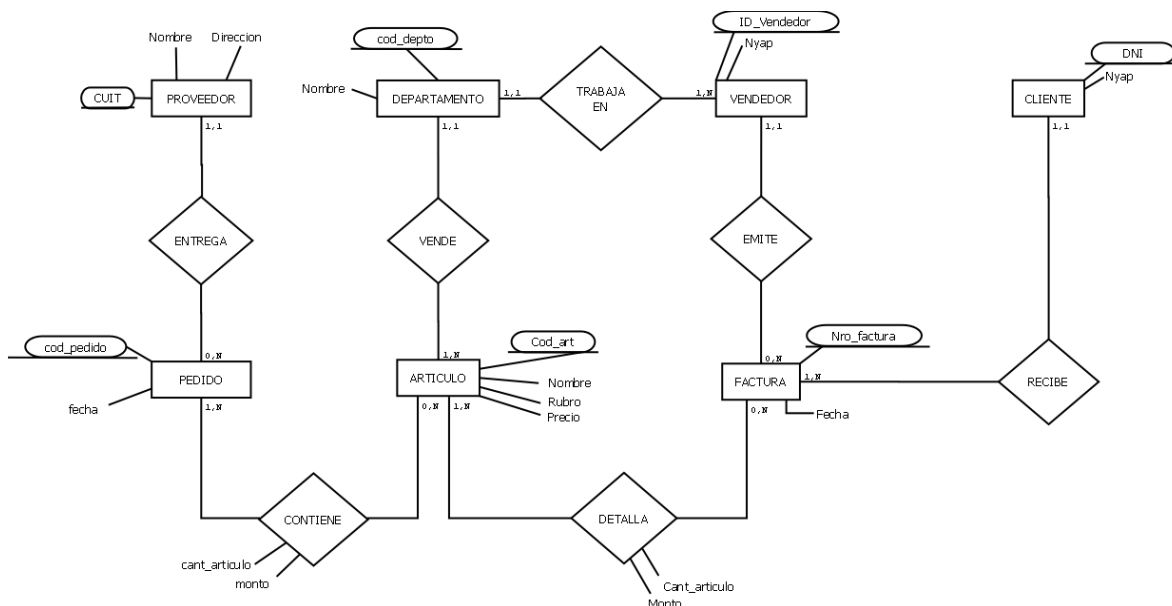 ID_Vendedor
Nombre
Direccion
cod_depto
Nyap
DNI
Nyap
CUIT
PROVEEDOR
Nombre
DEPARTAMENTO
1,1
TRABAJA
EN
1,N
VENDEDOR
CLIENTE
1,1
1,1
1,1
1,1
ENTREGA
VENDE
EMITE
cod_pedido
0,N
1,N
Cod_art
0,N
Nro_factura
PEDIDO
ARTICULO
Nombre
FACTURA
1,N
RECIBE
fecha
1,N
0,N
1,N
Rubro
Precio
0,N
Fecha
CONTIENE
DETALLA
cant_articulo
monto
Cant_articulo
Monto